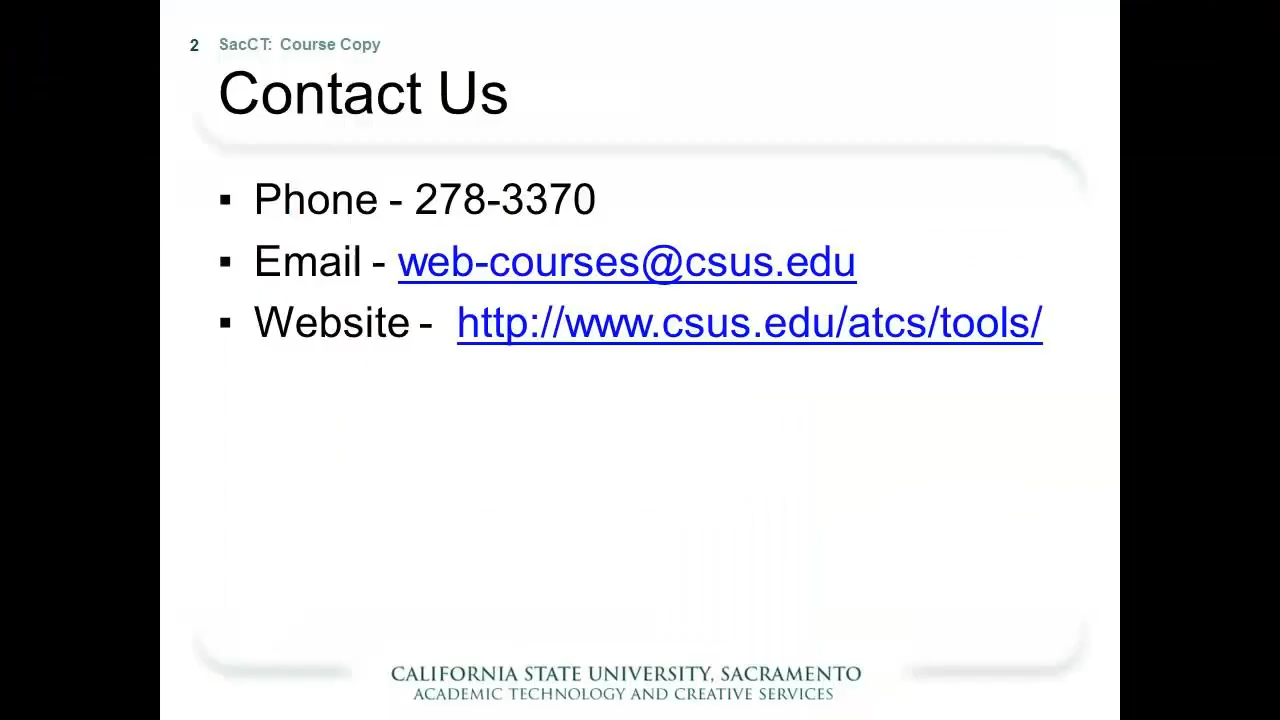 2 SacCT: Course Copy
Contact Us
▪ Phone - 278-3370
▪ Email - web-courses@csus.edu
▪ Website - http://www.csus.edu/atcs/tools/
CALIFORNIA STATE UNIVERSITY, SACRAMENTO
ACADEMIC TECHNOLOGY AND CREATIVE SERVICES